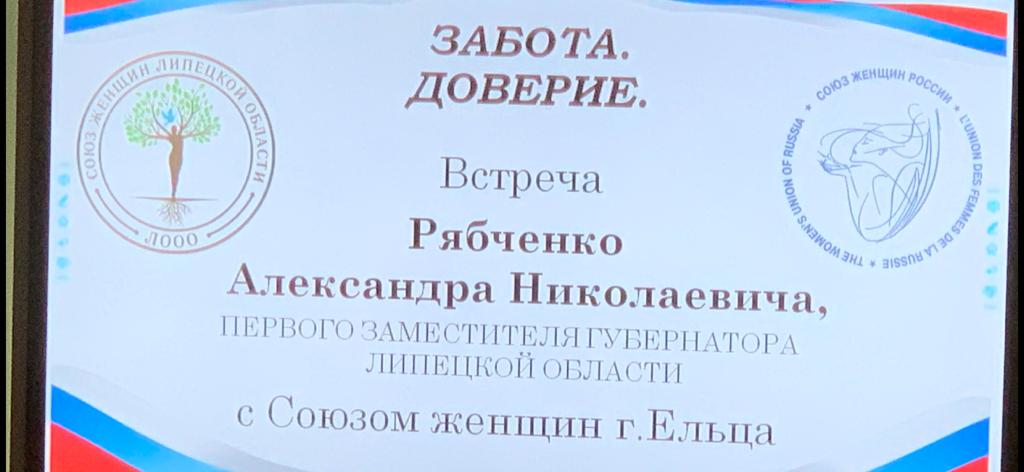 ЗАБОТА.
ДОВЕРИЕ.
СОЮЗ ЖЕНЩИН ЛИПЕЦКОЙ ОБЛАСТИ
ЛООО
СОЮЗ ЖЕНЩИН РОССИИ ★ L'UNION DES FEMMES DE LA RUSSIE ★ THE WOMEN'S UNION OF RUSSIA ★
Встреча
Рябченко
Александра Николаевича,
ПЕРВОГО ЗАМЕСТИТЕЛЯ ГУБЕРНАТОРА
ЛИПЕЦКОЙ ОБЛАСТИ
с Союзом женщин г.Ельца